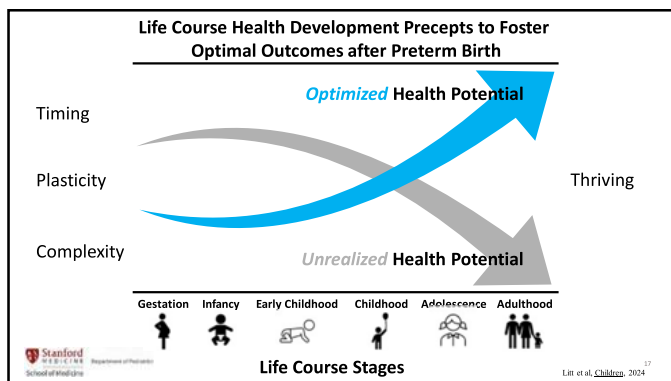 Life Course Health Development Precepts to Foster
Optimal Outcomes after Preterm Birth
Optimized Health Potential
Timing
Plasticity
Thriving
Complexity
Unrealized Health Potential
Gestation Infancy Early Childhood Childhood Adolescence Adulthood
Stanford
MEDICINE
School of Medicine
Department of Pediatrics
Life Course Stages
17
Litt et al, Children, 2024